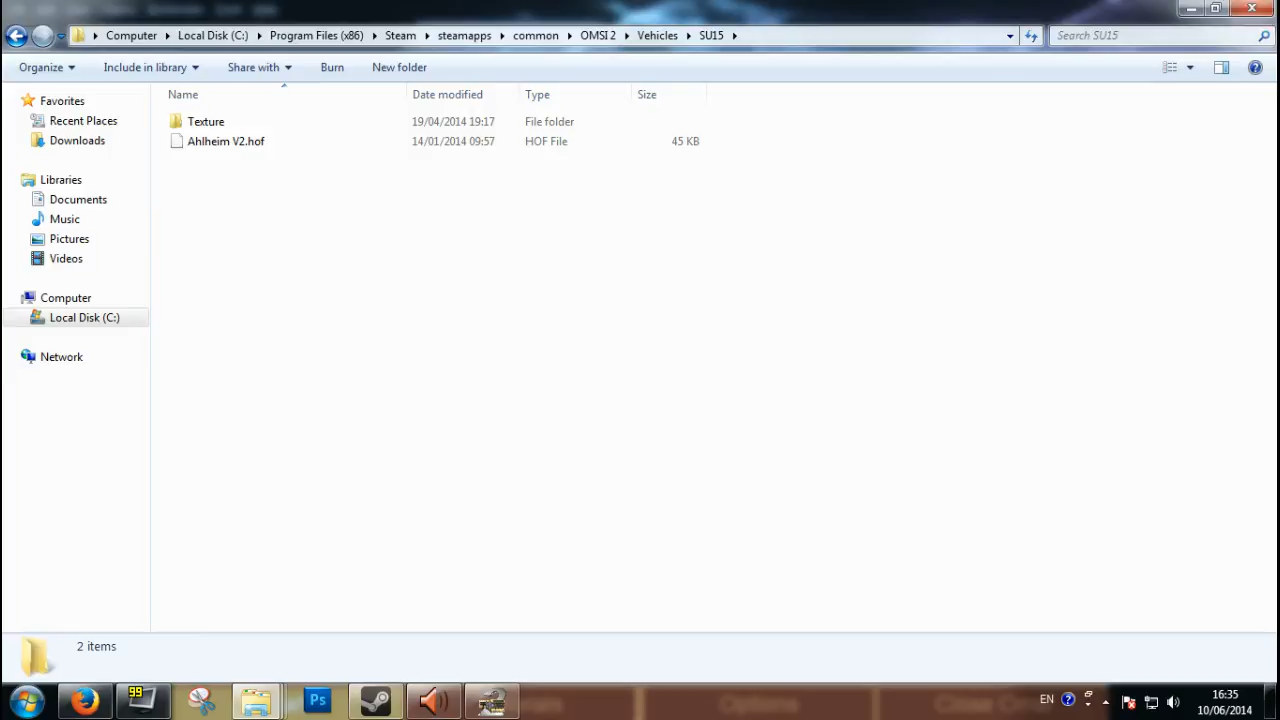 Computer Local Disk (C:) Program Files (x86) Steam steamapps common OMSI 2 Vehicles SU15 Search SU15
Organize Include in library Share with Burn New folder
Name Date modified Type Size
Favorites
Recent Places
Downloads
Libraries
Documents
Music
Pictures
Videos
Computer
Local Disk (C:)
Network
Texture 19/04/2014 19:17 File folder
Ahlheim V2.hof 14/01/2014 09:57 HOF File 45 KB
2 items
99
Ps
EN
16:35
10/06/2014